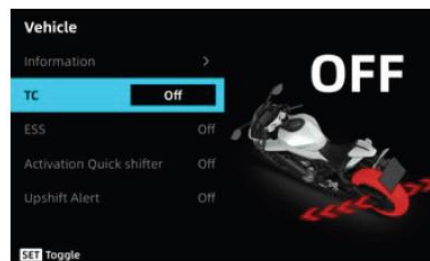 Vehicle
Information >
OFF
TC Off
ESS Off
Activation Quick shifter Off
Upshift Alert Off
SET Toggle